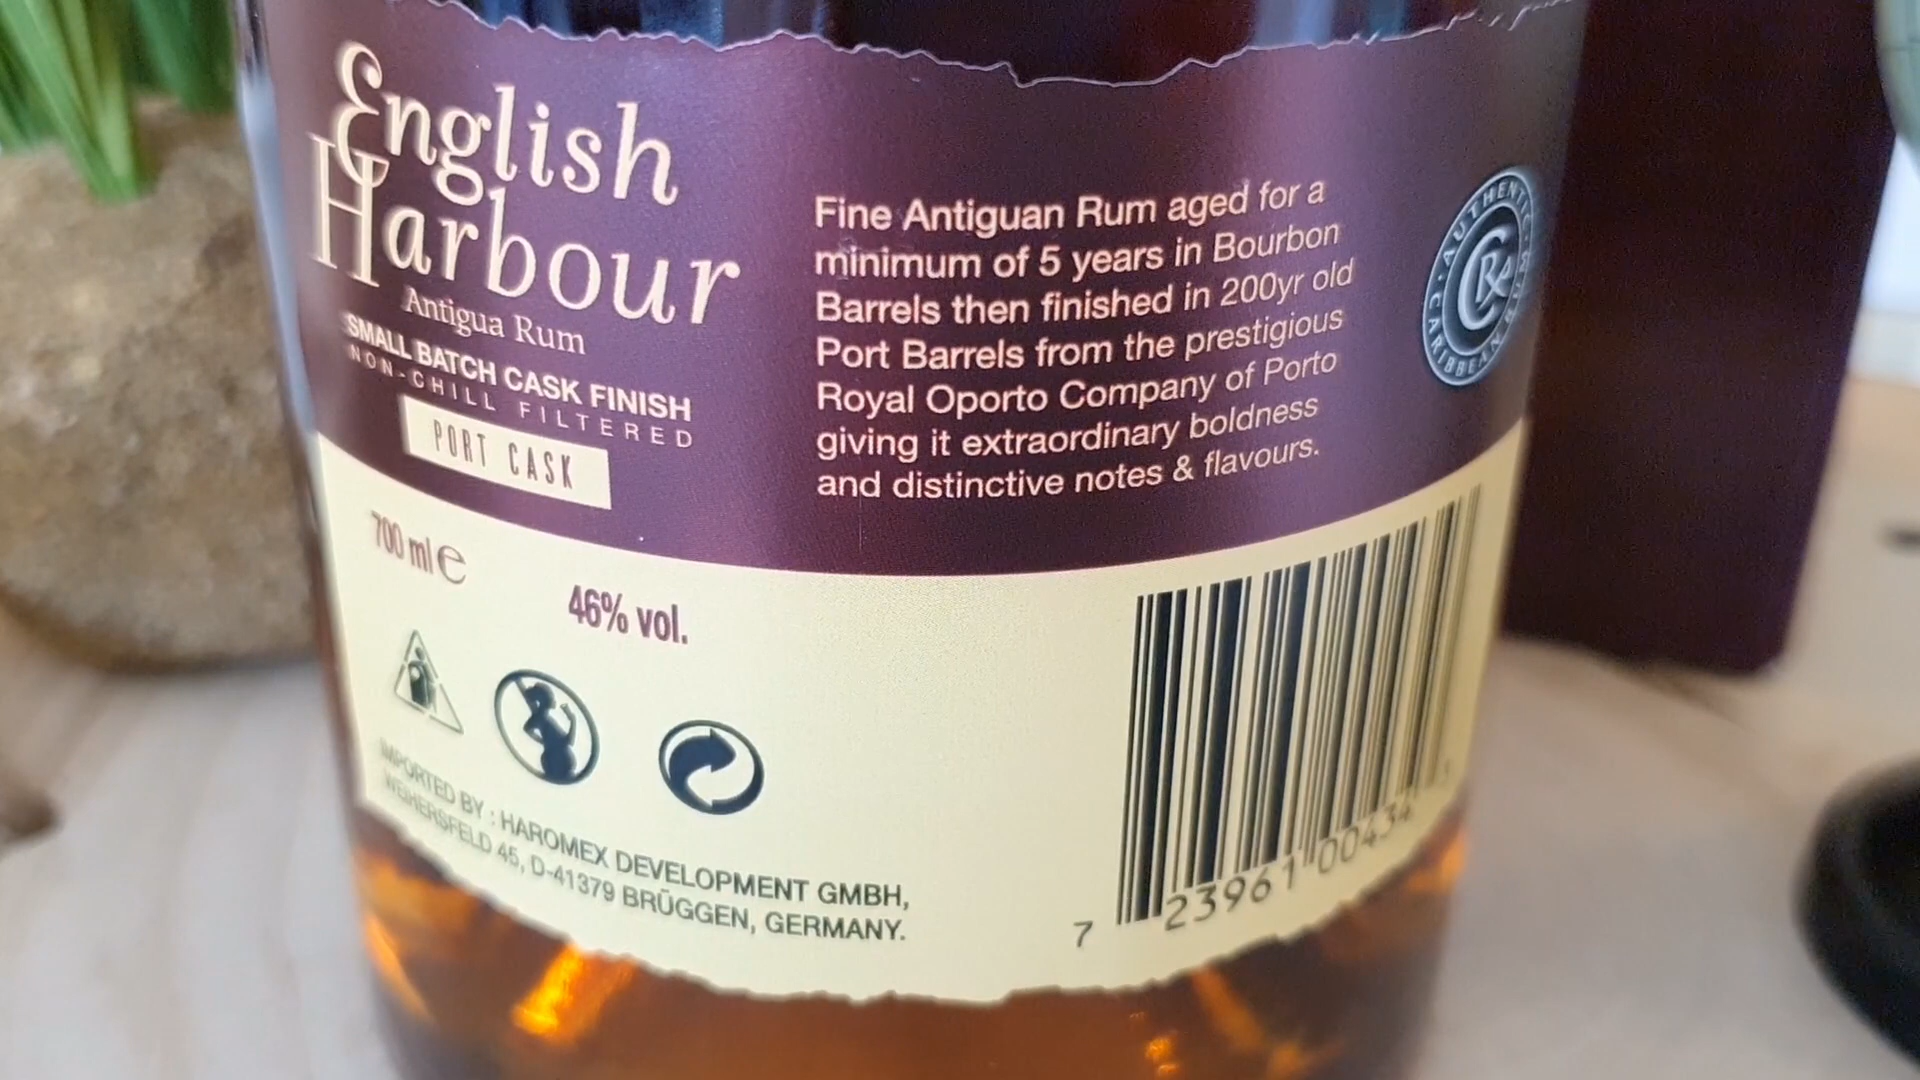 English
Harbour
Antigua Rum
SMALL BATCH CASK FINISH
NON-CHILL FILTERED
PORT CASK
Fine Antiguan Rum aged for a
minimum of 5 years in Bourbon
Barrels then finished in 200yr old
Port Barrels from the prestigious
Royal Oporto Company of Porto
giving it extraordinary boldness
and distinctive notes & flavours.
AUTHENTIC CARIBBEAN
CR
700 ml e
46% vol.
IMPORTED BY : HAROMEX DEVELOPMENT GMBH,
WEIHERSFELD 45, D-41379 BRÜGGEN, GERMANY.
7 23961 00434